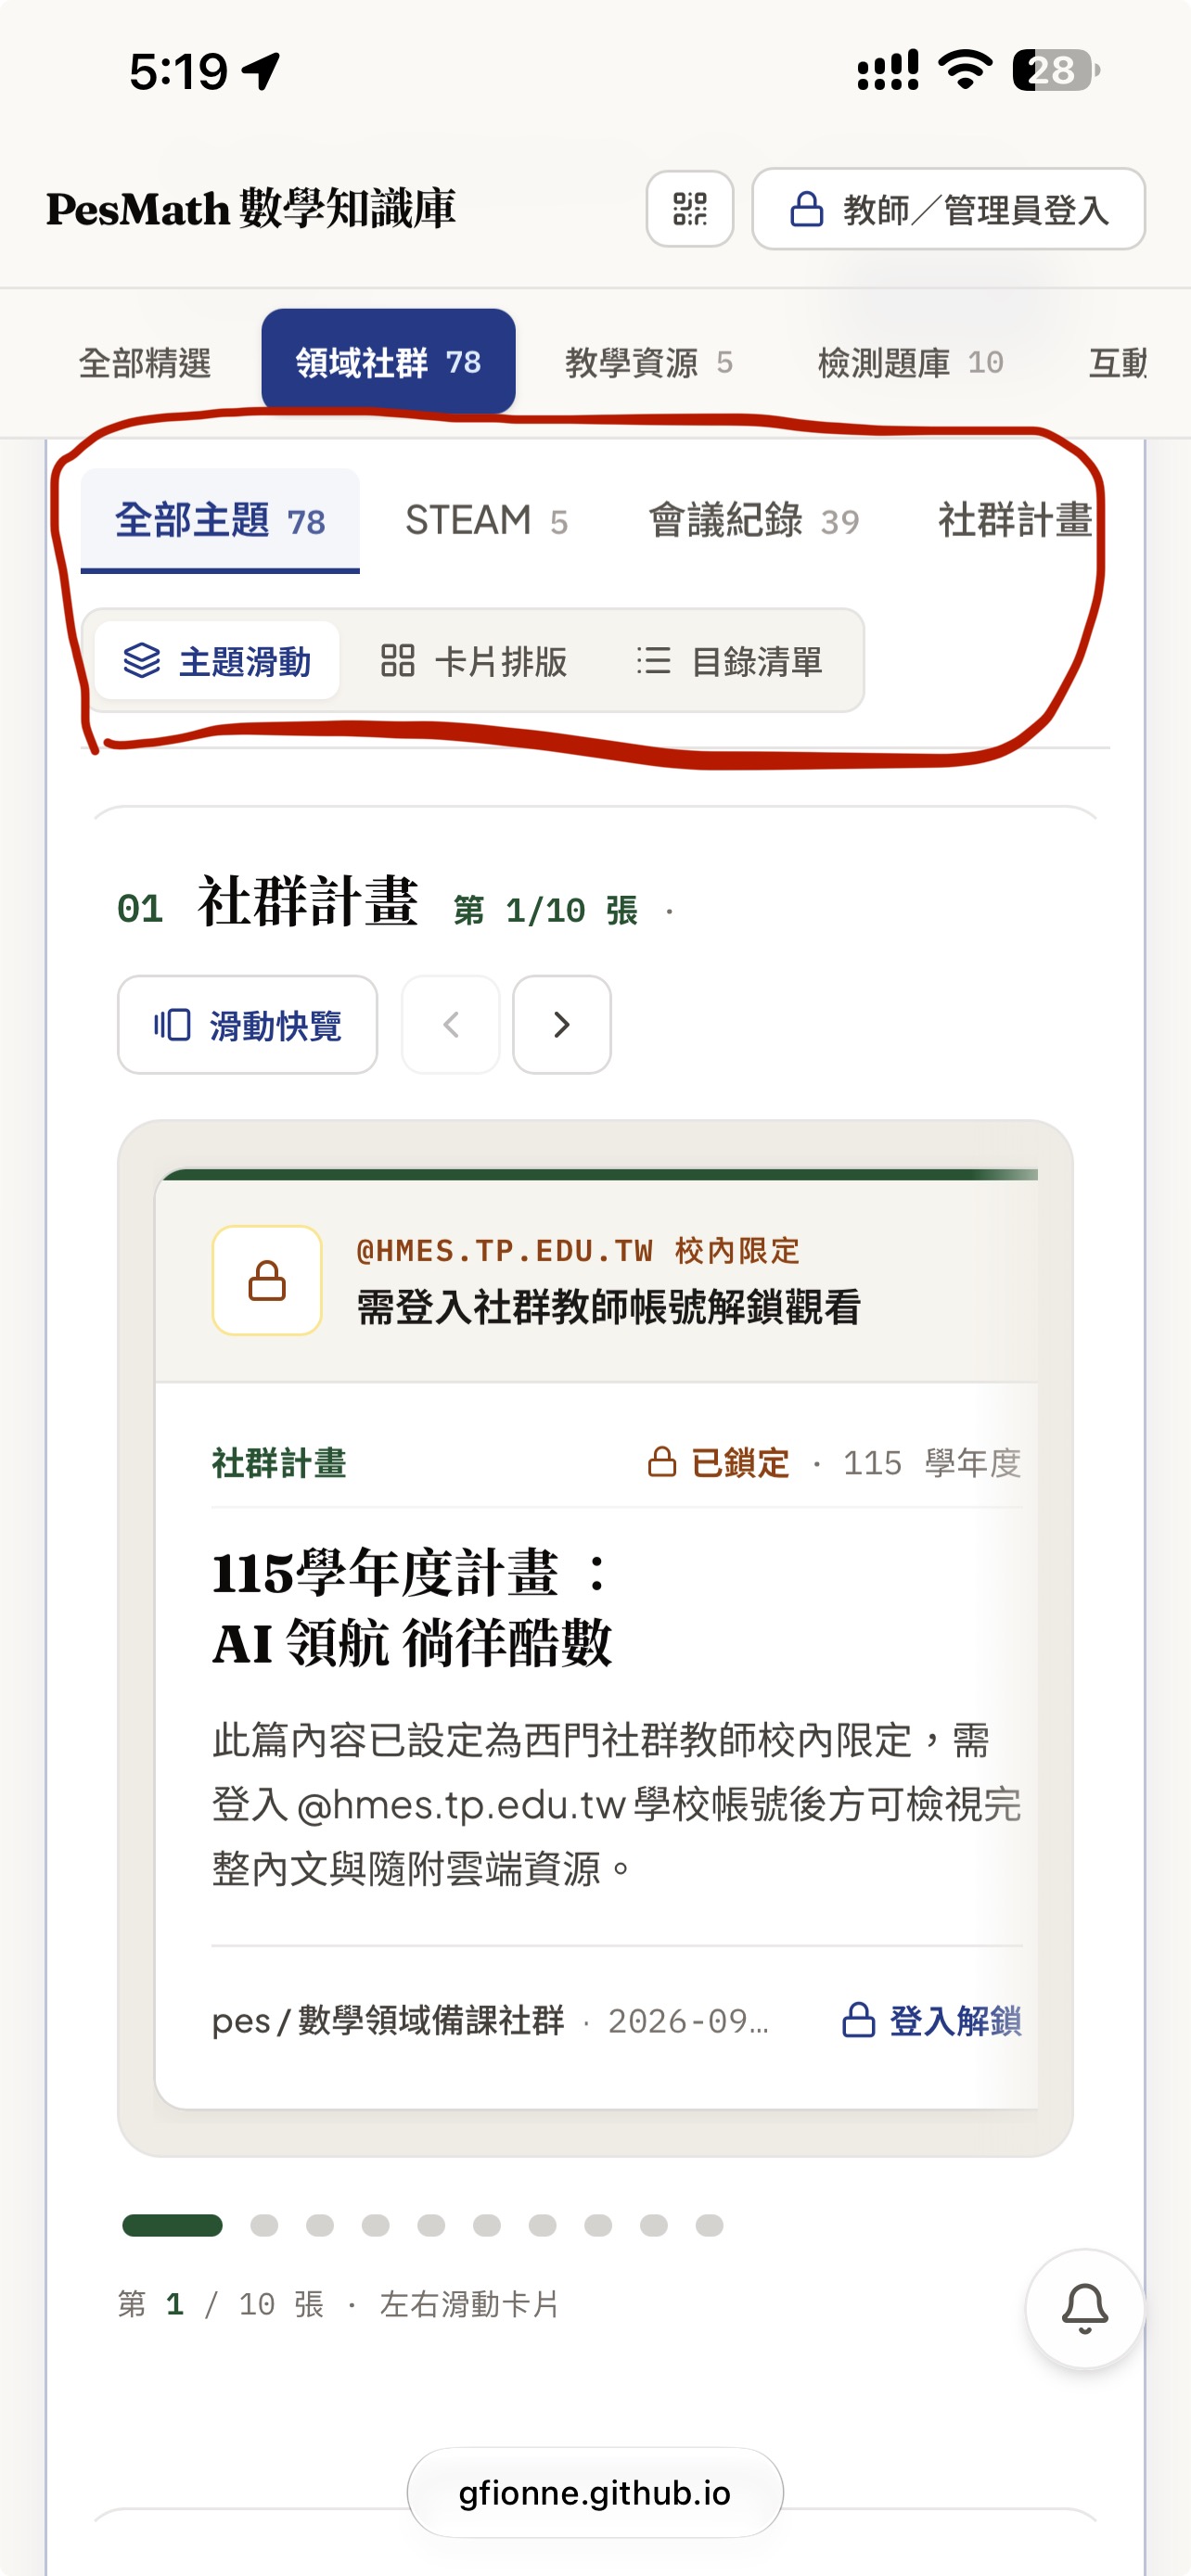 5:19
28
PesMath 數學知識庫
教師／管理員登入
全部精選 領域社群 78 教學資源 5 檢測題庫 10 互動
全部主題 78 STEAM 5 會議紀錄 39 社群計畫
主題滑動 卡片排版 目錄清單
01 社群計畫 第 1/10 張 ·
滑動快覽
@HMES.TP.EDU.TW 校內限定
需登入社群教師帳號解鎖觀看
社群計畫 已鎖定 · 115 學年度
115學年度計畫 ：
AI 領航 徜徉酷數
此篇內容已設定為西門社群教師校內限定，需
登入 @hmes.tp.edu.tw 學校帳號後方可檢視完
整內文與隨附雲端資源。
pes / 數學領域備課社群 · 2026-09… 登入解鎖
第 1 / 10 張 · 左右滑動卡片
gfionne.github.io